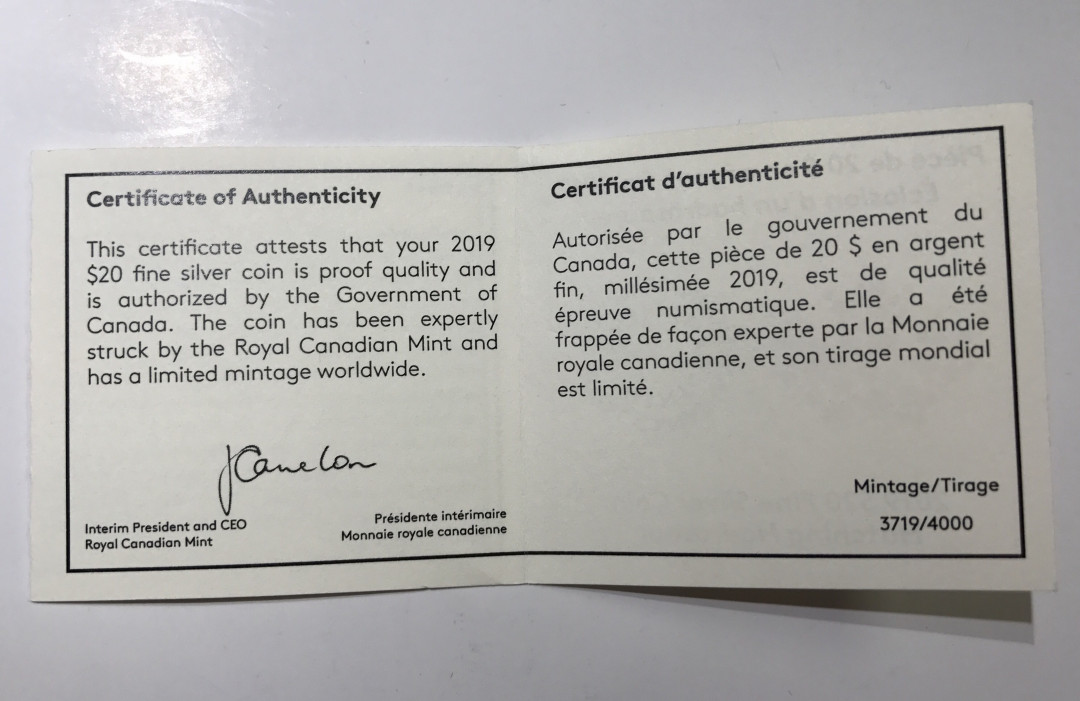 Certificate of Authenticity
This certificate attests that your 2019
$20 fine silver coin is proof quality and
is authorized by the Government of
Canada. The coin has been expertly
struck by the Royal Canadian Mint and
has a limited mintage worldwide.
Interim President and CEO
Royal Canadian Mint
Présidente intérimaire
Monnaie royale canadienne
Certificat d'authenticité
Autorisée par le gouvernement du
Canada, cette pièce de 20 $ en argent
fin, millésimée 2019, est de qualité
épreuve numismatique. Elle a été
frappée de façon experte par la Monnaie
royale canadienne, et son tirage mondial
est limité.
Mintage/Tirage
3719/4000